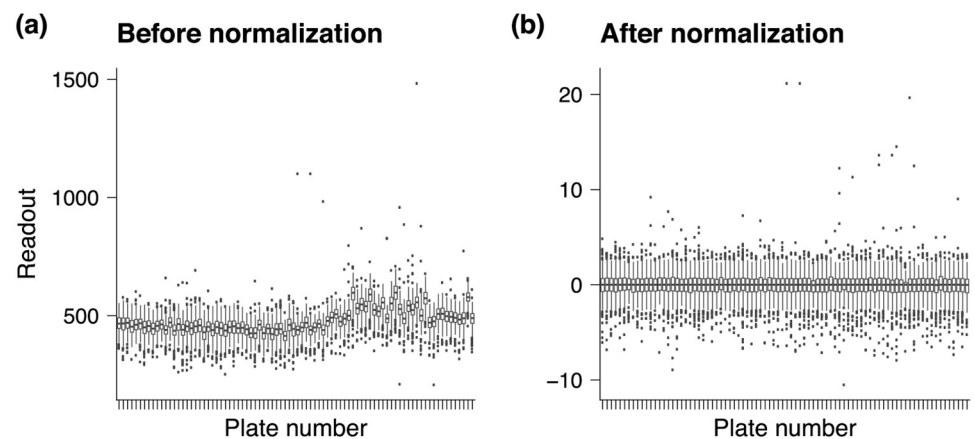 (a) Before normalization
1500
1000
500
Readout
Plate number
(b) After normalization
20
10
0
−10
Plate number